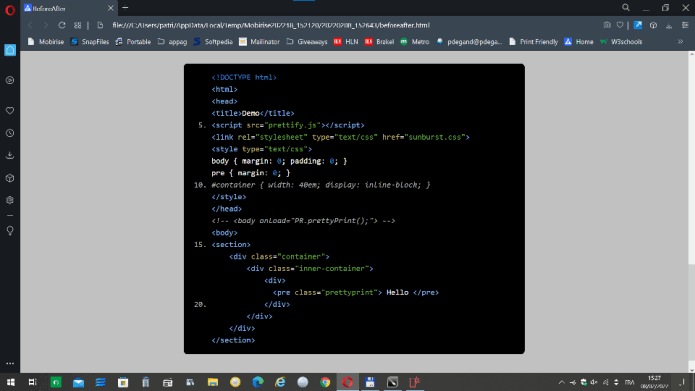 BeforeAfter
file:///C:/Users/patri/AppData/Local/Temp/Mobirise202218_152120/20220208_152643/beforeafter.html
Mobirise SnapFiles Portable appag Softpedia Mailinator Giveaways HLN Brekel Metro pdegand@pdega... Print Friendly Home W3schools
<!DOCTYPE html>
<html>
<head>
<title>Demo</title>
5. <script src="prettify.js"></script>
<link rel="stylesheet" type="text/css" href="sunburst.css">
<style type="text/css">
body { margin: 0; padding: 0; }
pre { margin: 0; }
10. #container { width: 40em; display: inline-block; }
</style>
</head>
<!-- <body onload="PR.prettyPrint();"> -->
<body>
15. <section>
<div class="container">
<div class="inner-container">
<div>
<pre class="prettyprint"> Hello </pre>
20. </div>
</div>
</div>
</section>
FRA
15:27